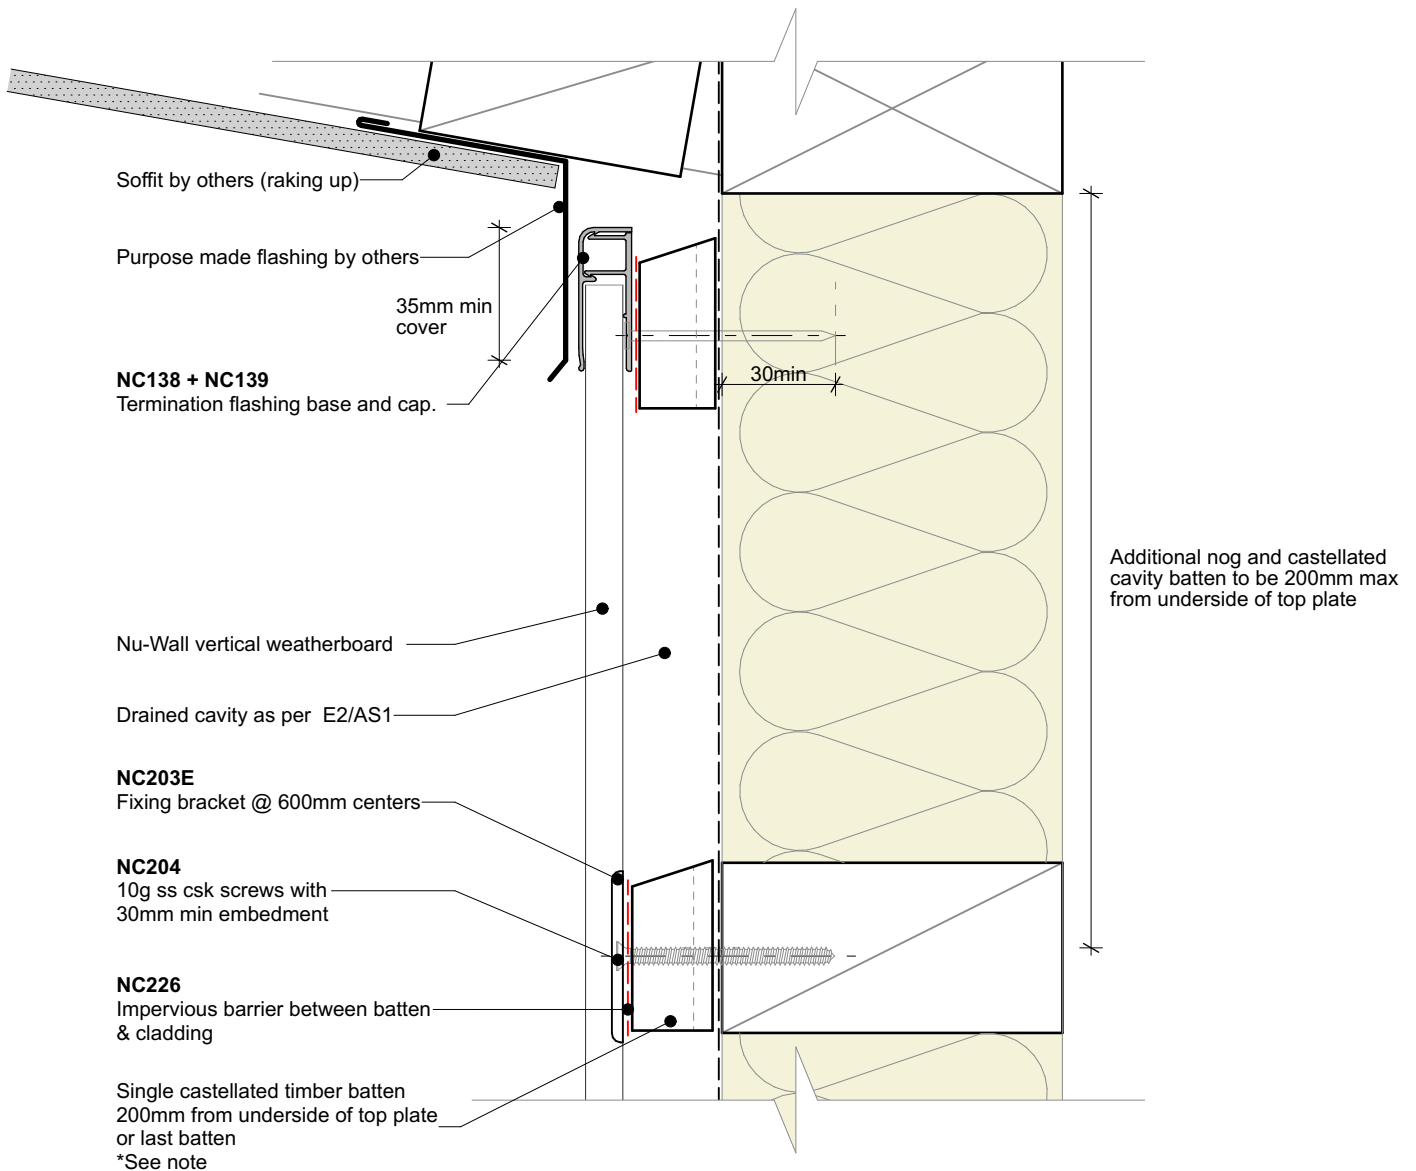 Soffit by others (raking up)
Purpose made flashing by others
35mm min
cover
NC138 + NC139
Termination flashing base and cap.
30min
Additional nog and castellated
cavity batten to be 200mm max
from underside of top plate
Nu-Wall vertical weatherboard
Drained cavity as per  E2/AS1
NC203E
Fixing bracket @ 600mm centers
NC204
10g ss csk screws with
30mm min embedment
NC226
Impervious barrier between batten
& cladding
Single castellated timber batten
200mm from underside of top plate
or last batten
*See note